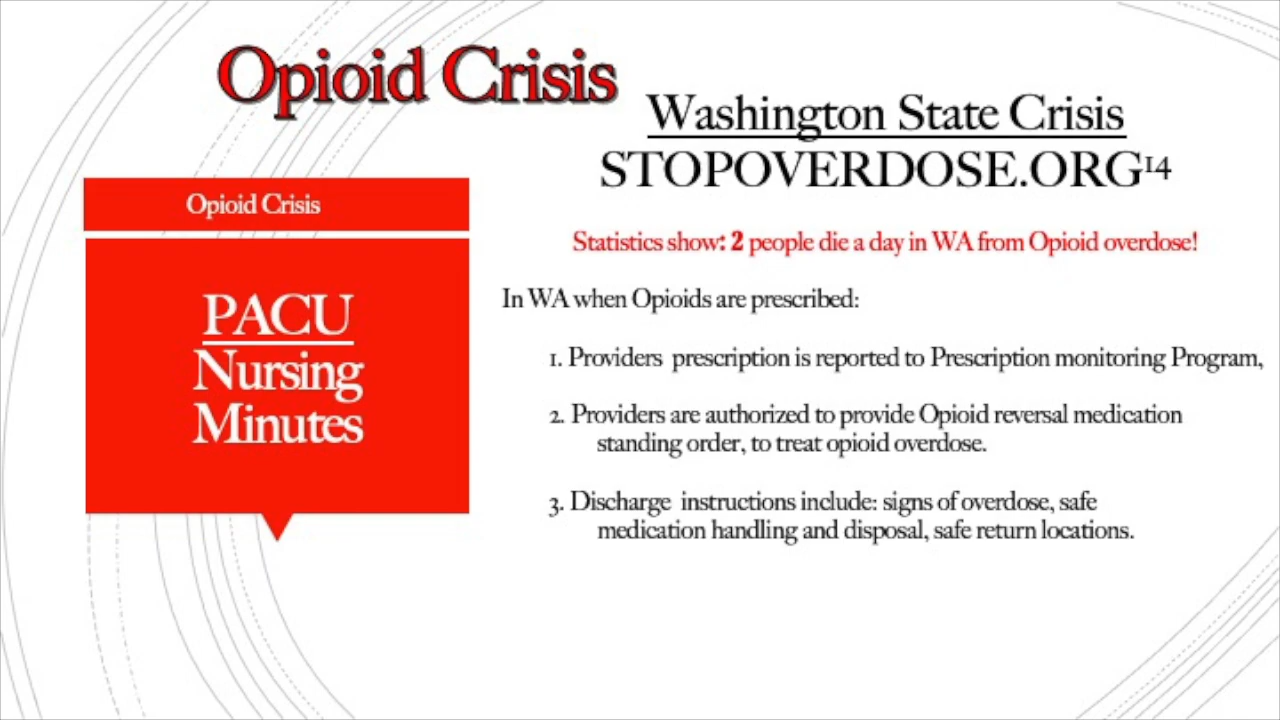 Opioid Crisis
Washington State Crisis
STOPOVERDOSE.ORG¹⁴
Opioid Crisis
PACU
Nursing
Minutes
Statistics show: 2 people die a day in WA from Opioid overdose!
In WA when Opioids are prescribed:
1. Providers prescription is reported to Prescription monitoring Program,
2. Providers are authorized to provide Opioid reversal medication
standing order, to treat opioid overdose.
3. Discharge instructions include: signs of overdose, safe
medication handling and disposal, safe return locations.